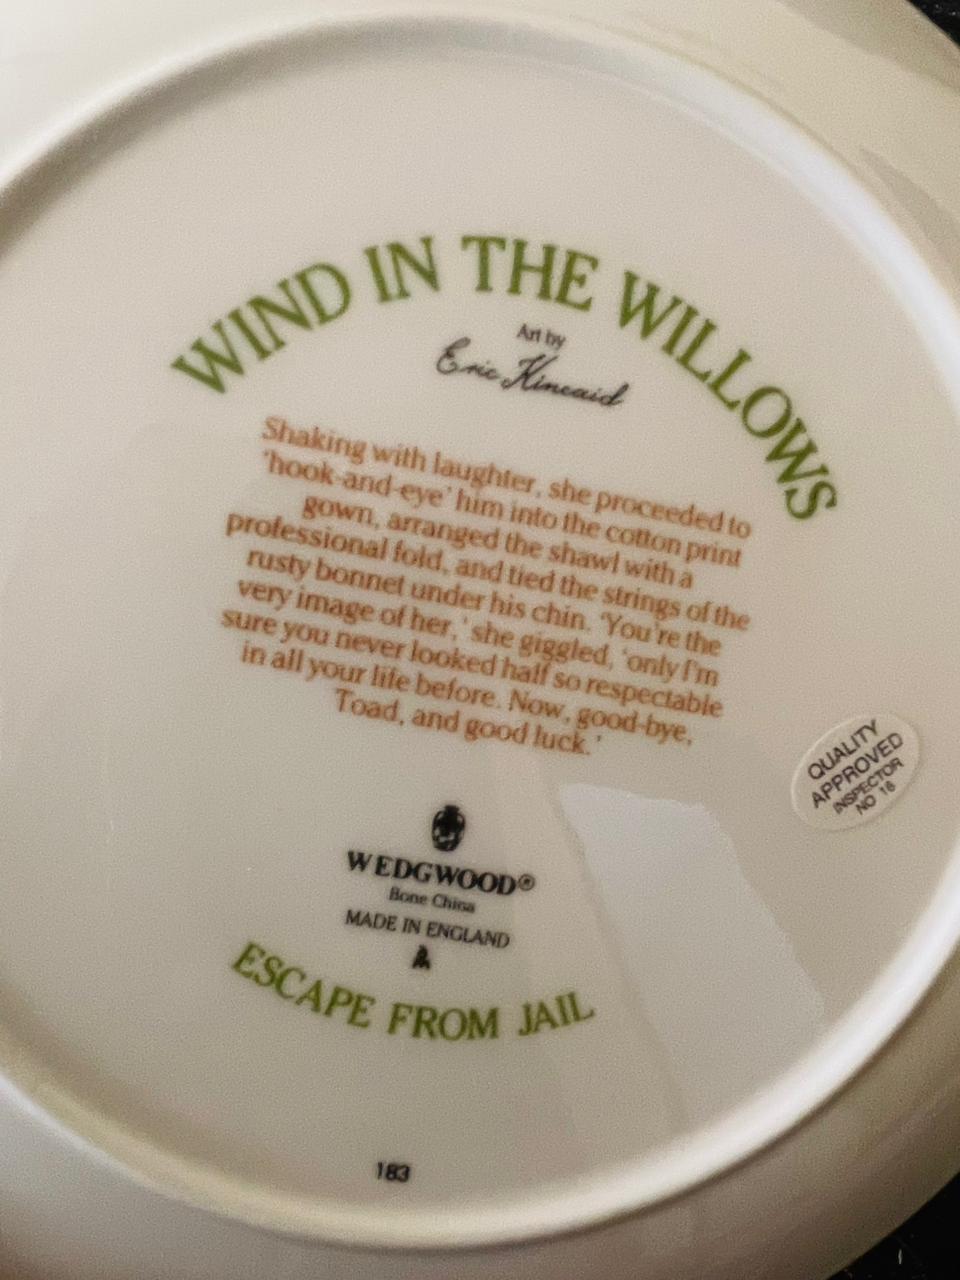 WIND IN THE WILLOWS
Art by
Eric Kincaid
Shaking with laughter, she proceeded to
'hook-and-eye' him into the cotton print
gown, arranged the shawl with a
professional fold, and tied the strings of the
rusty bonnet under his chin. 'You're the
very image of her,' she giggled, 'only I'm
sure you never looked half so respectable
in all your life before. Now, good-bye,
Toad, and good luck.'
QUALITY
APPROVED
INSPECTOR
NO 16
WEDGWOOD®
Bone China
MADE IN ENGLAND
ESCAPE FROM JAIL
183